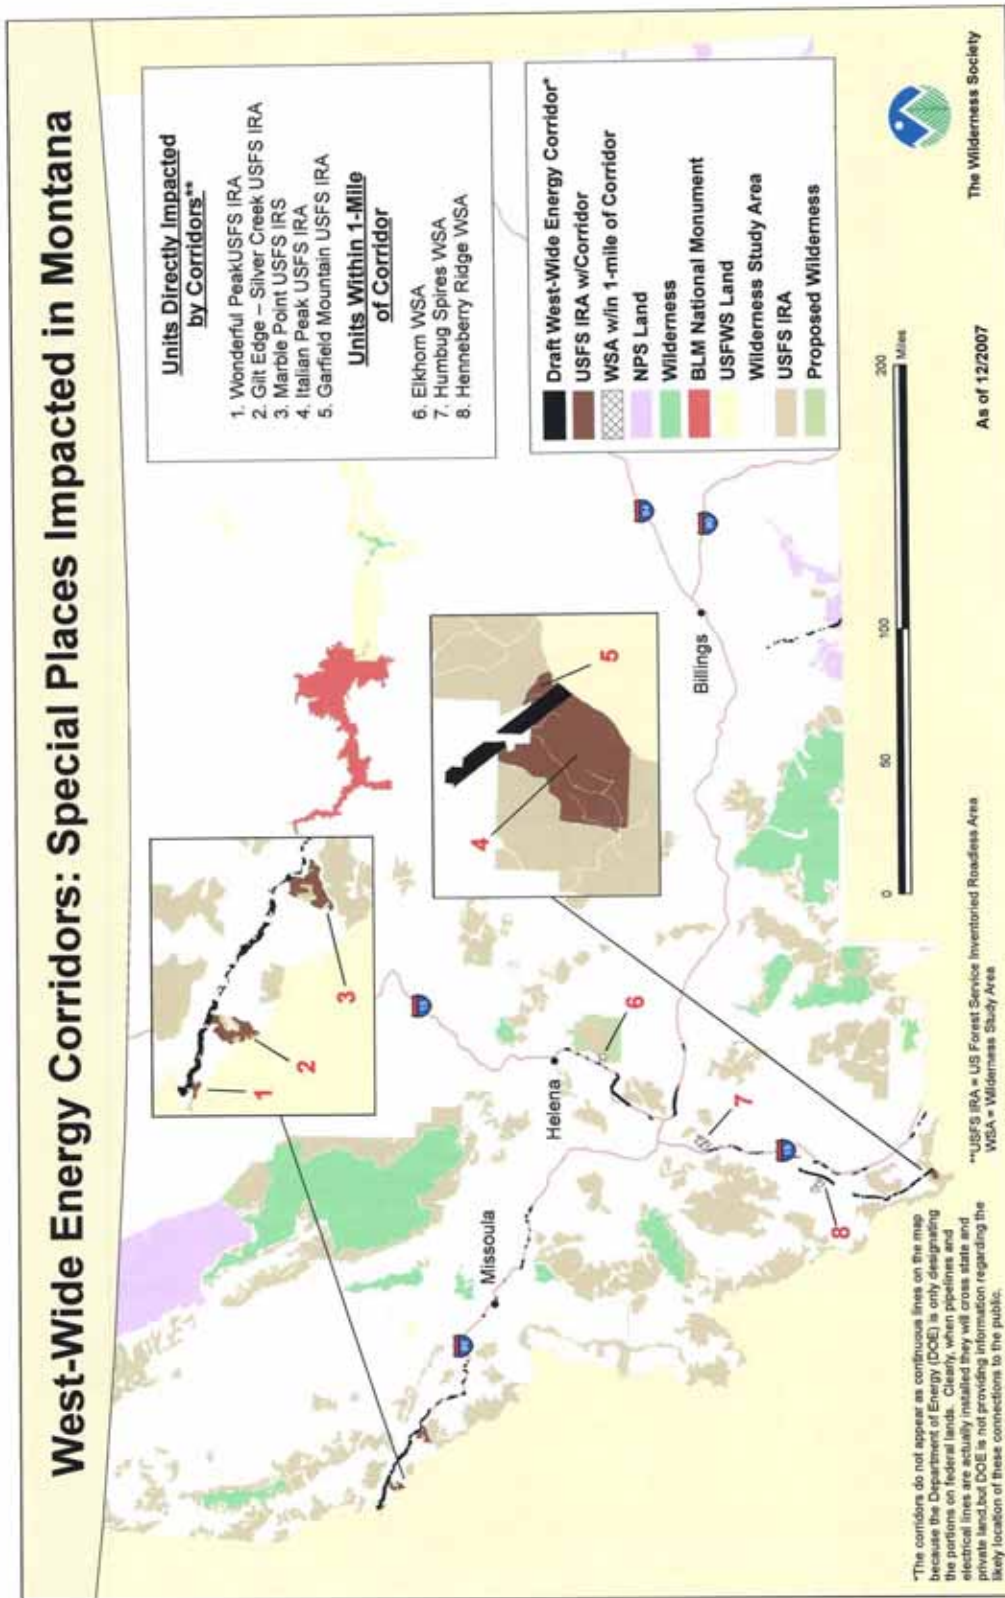 West-Wide Energy Corridors: Special Places Impacted in Montana
Units Directly Impacted
by Corridors**
1. Wonderful PeakUSFS IRA
2. Gilt Edge – Silver Creek USFS IRA
3. Marble Point USFS IRS
4. Italian Peak USFS IRA
5. Garfield Mountain USFS IRA
Units Within 1-Mile
of Corridor
6. Elkhorn WSA
7. Humbug Spires WSA
8. Henneberry Ridge WSA
Draft West-Wide Energy Corridor*
USFS IRA w/Corridor
WSA w/in 1-mile of Corridor
NPS Land
Wilderness
BLM National Monument
USFWS Land
Wilderness Study Area
USFS IRA
Proposed Wilderness
1
2
3
4
5
6
7
8
Missoula
Helena
Billings
90
15
15
94
90
0
50
100
200
Miles
*The corridors do not appear as continuous lines on the map
because the Department of Energy (DOE) is only designating
the portions on federal lands. Clearly, when pipelines and
electrical lines are actually installed they will cross state and
private land,but DOE is not providing information regarding the
likely location of these connections to the public.
**USFS IRA = US Forest Service Inventoried Roadless Area
WSA = Wilderness Study Area
As of 12/2007
The Wilderness Society